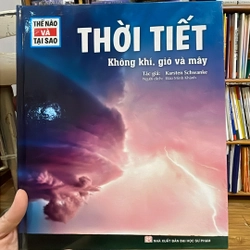 THẾ NÀO
VÀ
TẠI SAO
THỜI TIẾT
Không khí, gió và mây
Tác giả: Karsten Schwanke
NHÀ XUẤT BẢN ĐẠI HỌC SƯ PHẠM